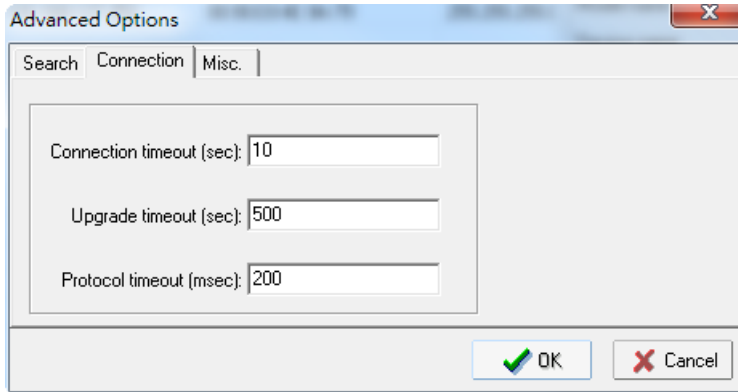 Advanced Options
Search Connection Misc.
Connection timeout (sec): 10
Upgrade timeout (sec): 500
Protocol timeout (msec): 200
OK Cancel